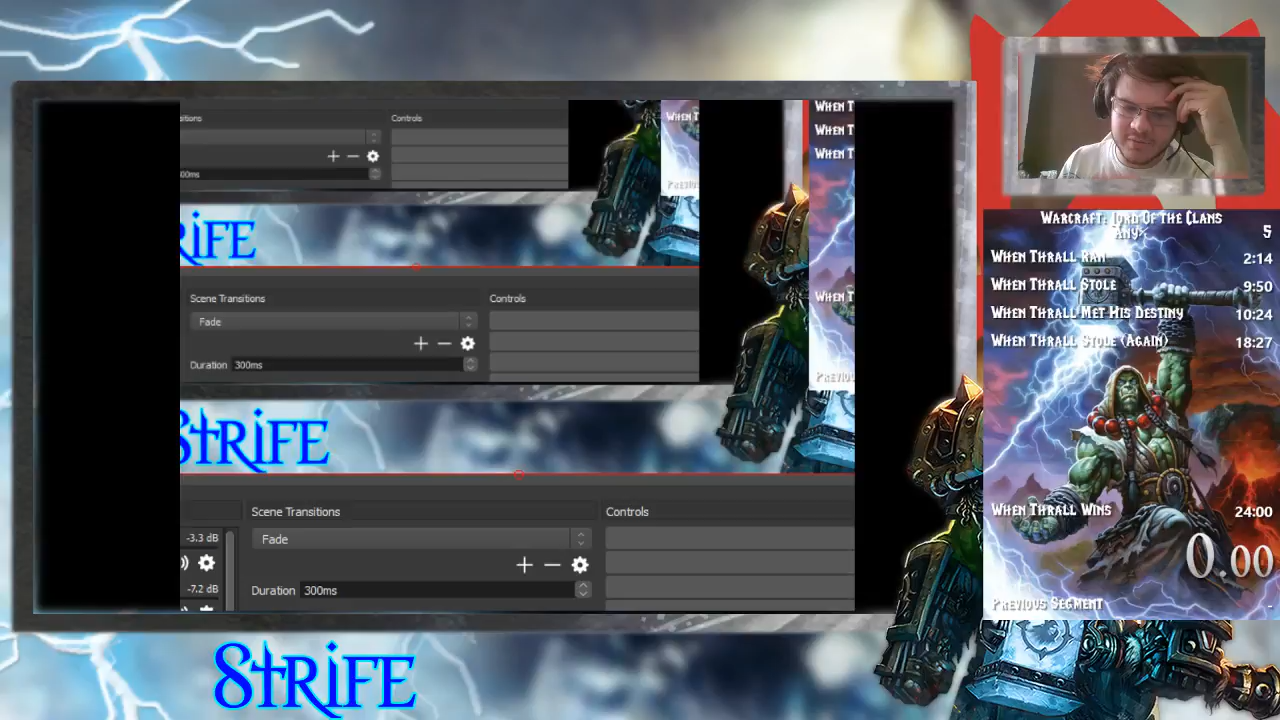 Controls
+ −
When T
When T
When T
Scene Transitions
Controls
Fade
+ −
Duration 300ms
When T
Strife
Scene Transitions
Controls
-3.3 dB
Fade
+ −
-7.2 dB
Duration 300ms
Strife
Warcraft: Lord Of the Clans
Any%
5
When Thrall Ran 2:14
When Thrall Stole 9:50
When Thrall Met His Destiny 10:24
When Thrall Stole (Again) 18:27
When Thrall Wins 24:00
0.00
Previous Segment -